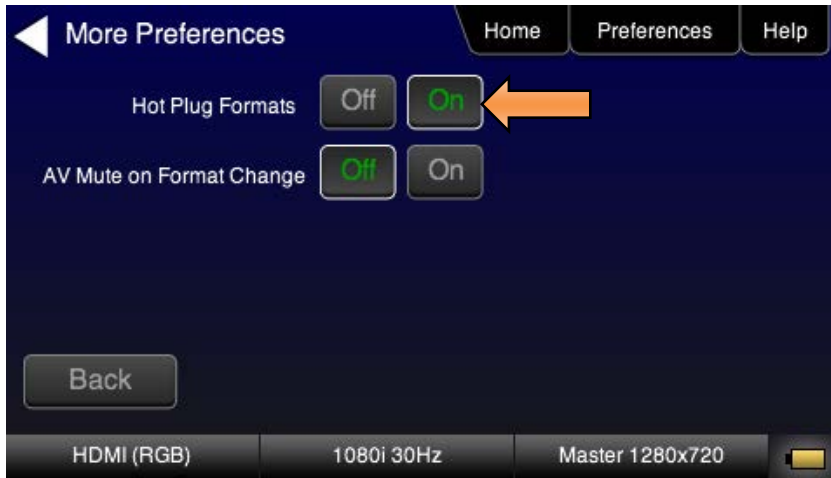 More Preferences
Home
Preferences
Help
Hot Plug Formats
Off
On
AV Mute on Format Change
Off
On
Back
HDMI (RGB)
1080i 30Hz
Master 1280x720